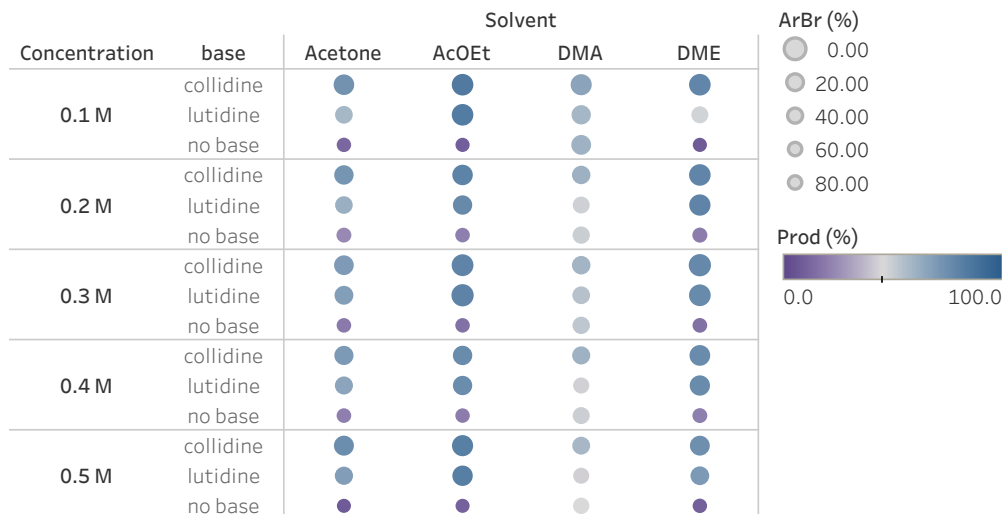 Solvent
Concentration base Acetone AcOEt DMA DME
0.1 M
collidine
lutidine
no base
0.2 M
collidine
lutidine
no base
0.3 M
collidine
lutidine
no base
0.4 M
collidine
lutidine
no base
0.5 M
collidine
lutidine
no base
ArBr (%)
0.00
20.00
40.00
60.00
80.00
Prod (%)
0.0 100.0